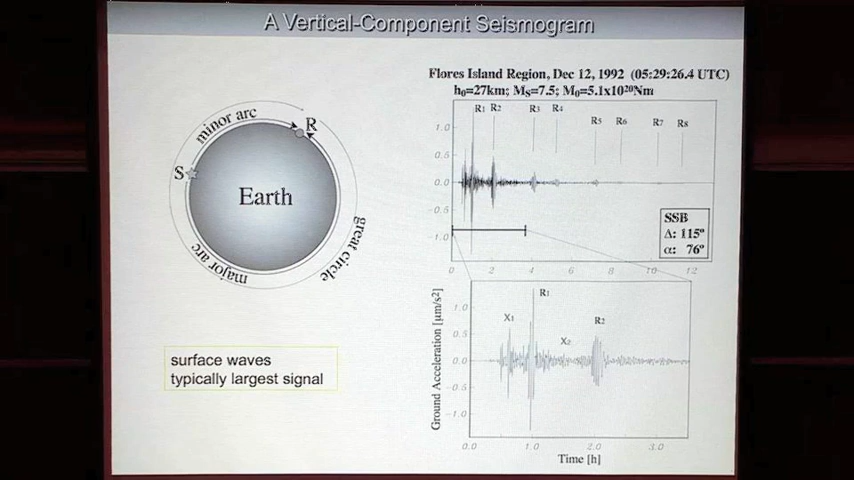 A Vertical-Component Seismogram
Flores Island Region, Dec 12, 1992 (05:29:26.4 UTC)
h₀=27km; Mₛ=7.5; M₀=5.1x10²⁰Nm
minor arc
R
S
Earth
major arc
great circle
surface waves
typically largest signal
R₁ R₂ R₃ R₄ R₅ R₆ R₇ R₈
1.0
0.5
0.0
-0.5
1.0
SSB
Δ: 115º
α: 76º
0 2 4 6 8 10 12
Ground Acceleration [μm/s²]
R₁
X₁
R₂
X₂
1.0
0.5
0.0
-0.5
-1.0
0.0 1.0 2.0 3.0
Time [h]